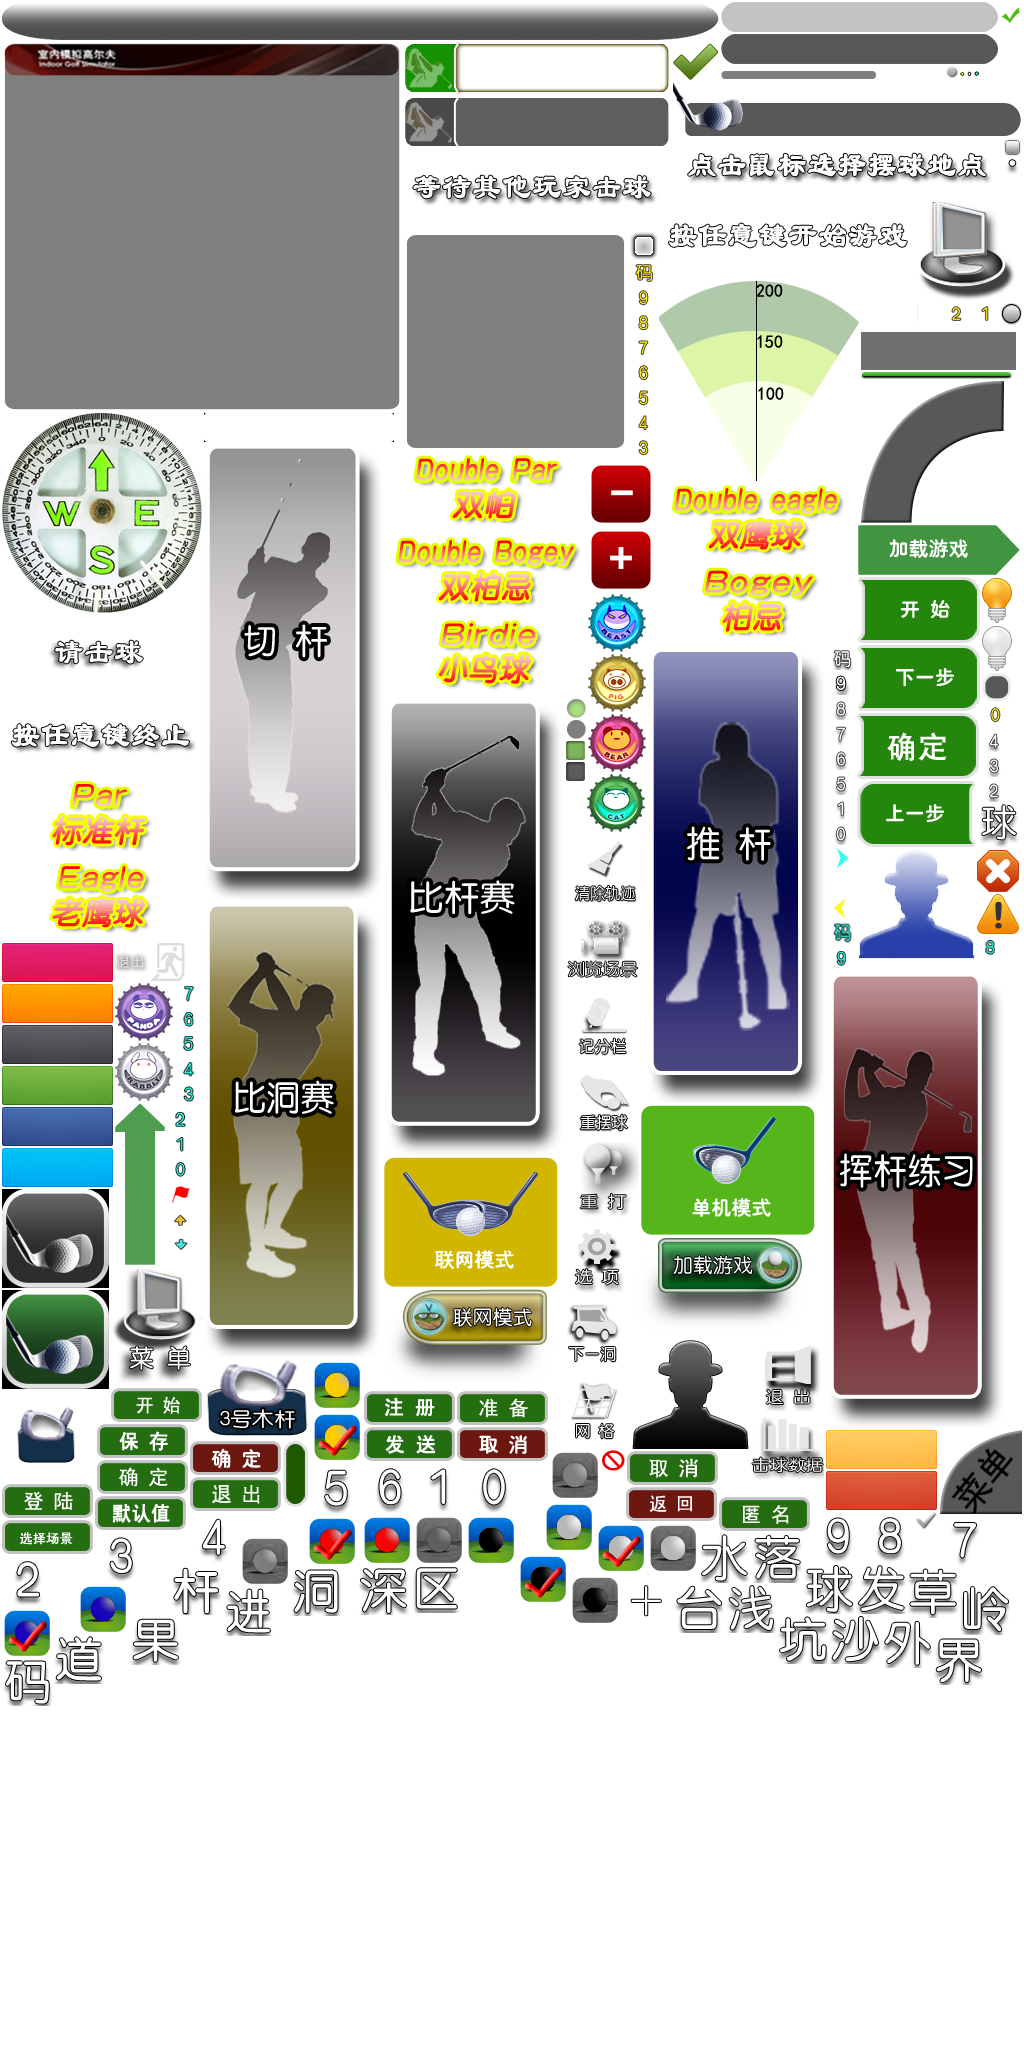 室内模拟高尔夫
Indoor Golf Simulator
等待其他玩家击球
点击鼠标选择摆球地点
按任意键开始游戏
码
9
8
7
6
5
4
3
200
150
100
2 1
W E
S
请击球
按任意键终止
Par
标准杆
Eagle
老鹰球
切 杆
Double Par
双帕
Double Bogey
双柏忌
Birdie
小鸟球
Double eagle
双鹰球
Bogey
柏忌
BEAST
PIG
BEAR
CAT
加载游戏
开 始
下一步
确定
上一步
码
9
8
7
6
5
1
0
0
4
3
2
球
码
9
8
推 杆
比杆赛
比洞赛
挥杆练习
退出
PANDA
RABBIT
7
6
5
4
3
2
1
0
清除轨迹
浏览场景
记分栏
重摆球
重 打
选 项
下一洞
网 格
联网模式
联网模式
单机模式
加载游戏
菜 单
退 出
击球数据
菜单
3号木杆
开 始
保 存
确 定
默认值
登 陆
选择场景
确 定
退 出
注 册
准 备
发 送
取 消
取 消
返 回
匿 名
5 6 1 0
9 8 7
4
3
2
杆 进 洞 深 区
水 落
+ 台 浅
球 发 草 岭
坑 沙 外 界
果
道
码